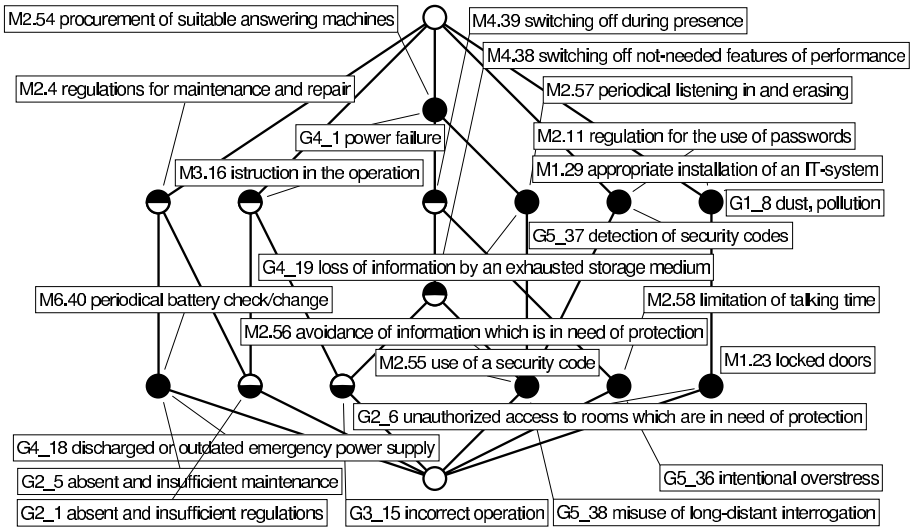 M2.54 procurement of suitable answering machines
M4.39 switching off during presence
M4.38 switching off not-needed features of performance
M2.4 regulations for maintenance and repair
M2.57 periodical listening in and erasing
G4_1 power failure
M2.11 regulation for the use of passwords
M3.16 istruction in the operation
M1.29 appropriate installation of an IT-system
G1_8 dust, pollution
G5_37 detection of security codes
G4_19 loss of information by an exhausted storage medium
M6.40 periodical battery check/change
M2.58 limitation of talking time
M2.56 avoidance of information which is in need of protection
M2.55 use of a security code
M1.23 locked doors
G2_6 unauthorized access to rooms which are in need of protection
G4_18 discharged or outdated emergency power supply
G2_5 absent and insufficient maintenance
G5_36 intentional overstress
G2_1 absent and insufficient regulations
G3_15 incorrect operation
G5_38 misuse of long-distant interrogation